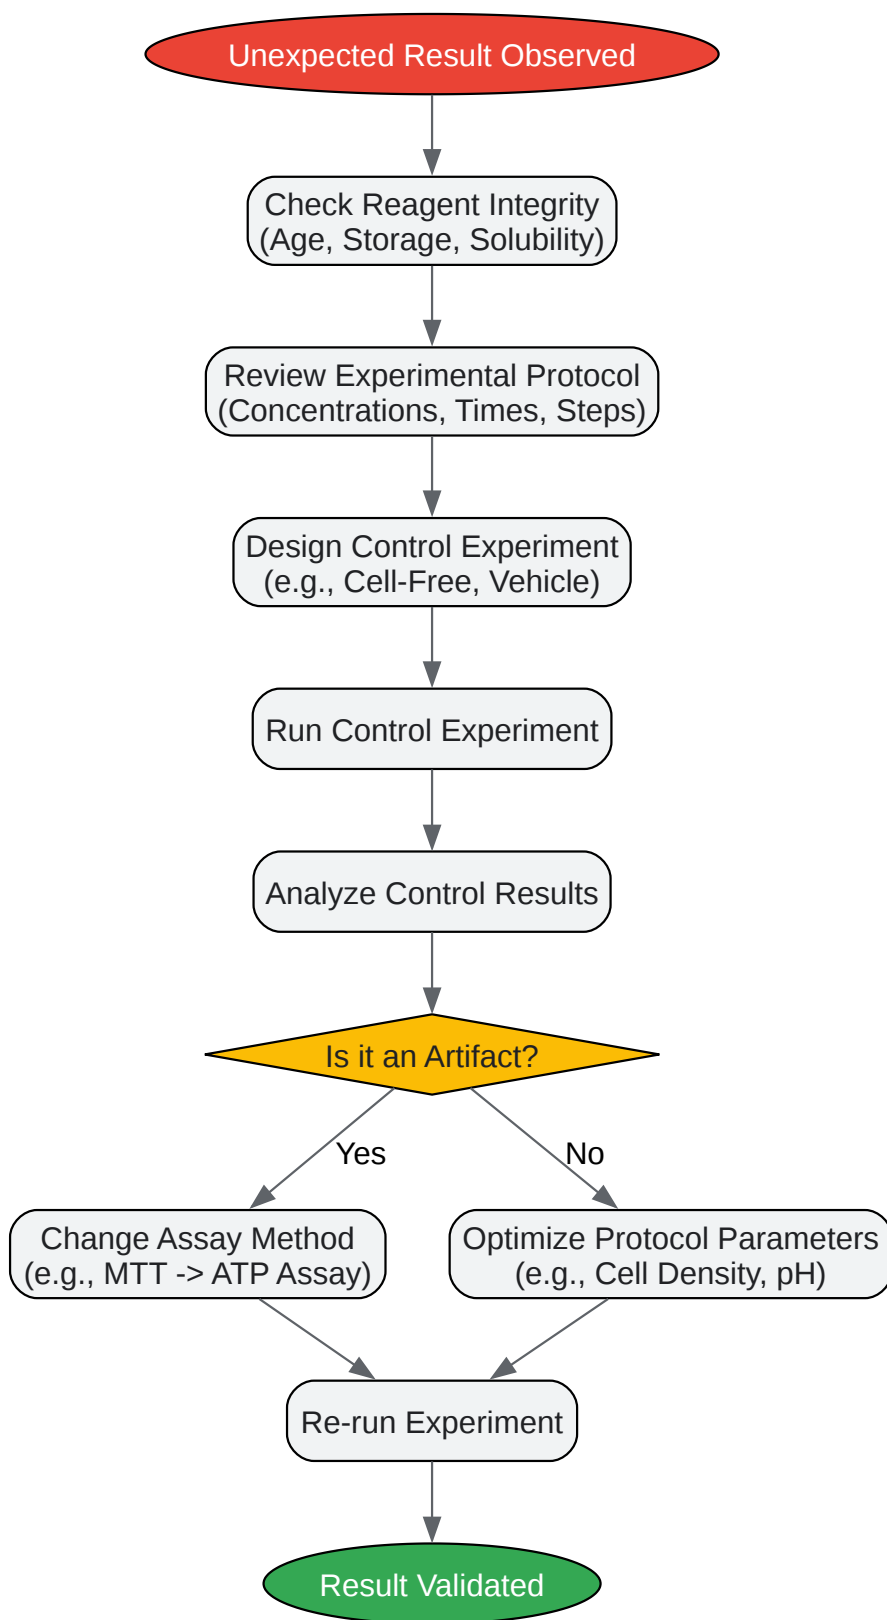 Unexpected Result Observed
Check Reagent Integrity
(Age, Storage, Solubility)
Review Experimental Protocol
(Concentrations, Times, Steps)
Design Control Experiment
(e.g., Cell-Free, Vehicle)
Run Control Experiment
Analyze Control Results
Is it an Artifact?
Yes
No
Change Assay Method
(e.g., MTT -> ATP Assay)
Optimize Protocol Parameters
(e.g., Cell Density, pH)
Re-run Experiment
Result Validated